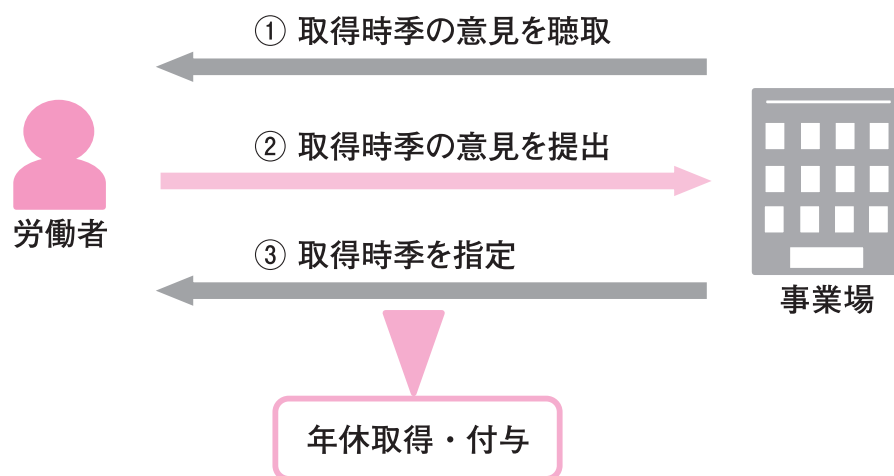 ① 取得時季の意見を聴取
② 取得時季の意見を提出
労働者
③ 取得時季を指定
事業場
年休取得・付与